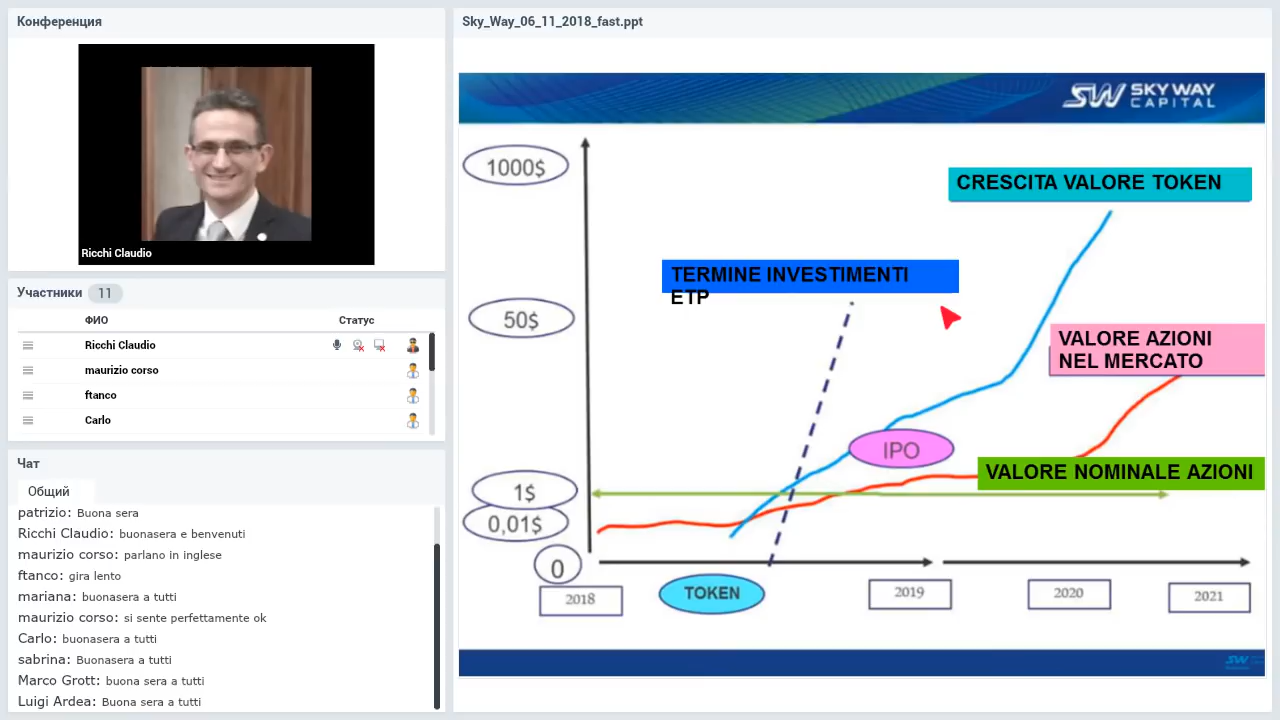 Конференция
Ricchi Claudio
Участники 11
ФИО Статус
Ricchi Claudio
maurizio corso
ftanco
Carlo
Чат
Общий
patrizio: Buona sera
Ricchi Claudio: buonasera e benvenuti
maurizio corso: parlano in inglese
ftanco: gira lento
mariana: buonasera a tutti
maurizio corso: si sente perfettamente ok
Carlo: buonasera a tutti
sabrina: Buonasera a tutti
Marco Grott: buona sera a tutti
Luigi Ardea: Buona sera a tutti
Sky_Way_06_11_2018_fast.ppt
SW SKY WAY
CAPITAL
1000$
CRESCITA VALORE TOKEN
TERMINE INVESTIMENTI
ETP
50$
VALORE AZIONI
NEL MERCATO
IPO
VALORE NOMINALE AZIONI
1$
0,01$
0
2018
TOKEN
2019
2020
2021
SW